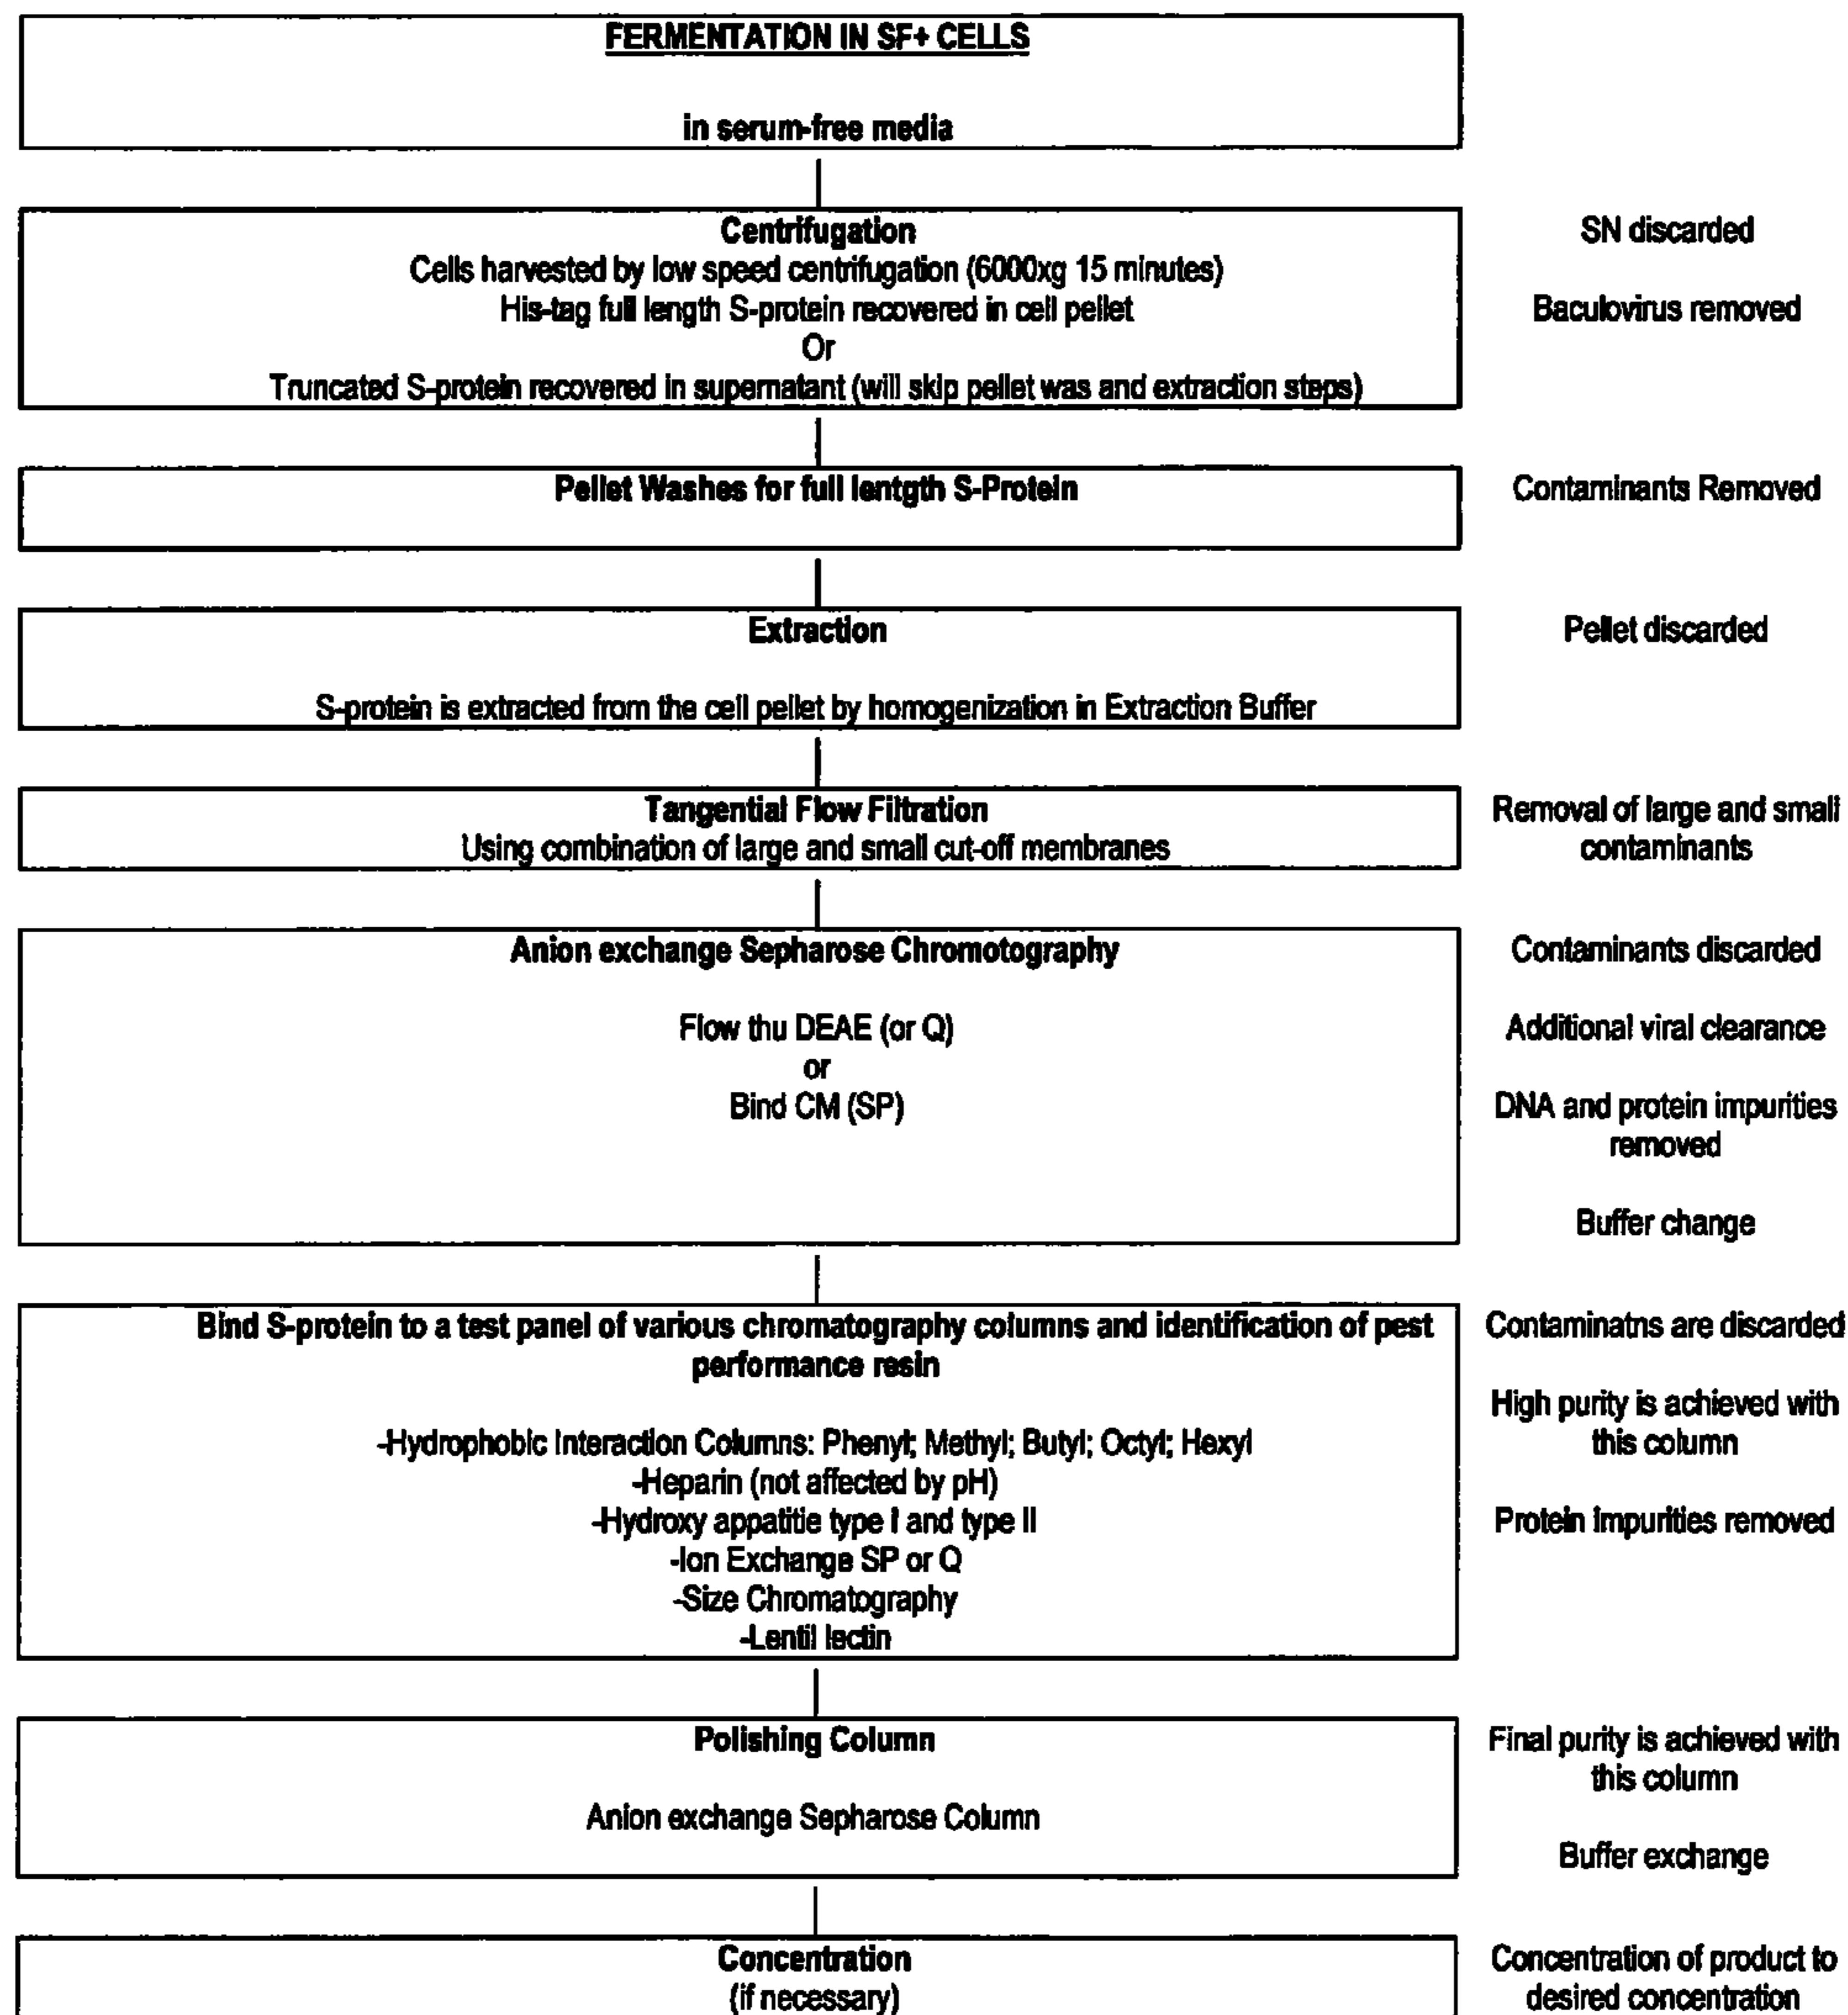 FERMENTATION IN SF+ CELLS
in serum-free media
Centrifugation
Cells harvested by low speed centrifugation (6000xg 15 minutes)
His-tag full length S-protein recovered in cell pellet
Or
Truncated S-protein recovered in supernatant (will skip pellet was and extraction steps)
SN discarded
Baculovirus removed
Pellet Washes for full lentgth S-Protein
Contaminants Removed
Extraction
S-protein is extracted from the cell pellet by homogenization in Extraction Buffer
Pellet discarded
Tangential Flow Filtration
Using combination of large and small cut-off membranes
Removal of large and small
contaminants
Anion exchange Sepharose Chromotography
Flow thu DEAE (or Q)
or
Bind CM (SP)
Contaminants discarded
Additional viral clearance
DNA and protein impurities
removed
Buffer change
Bind S-protein to a test panel of various chromatography columns and identification of pest
performance resin
-Hydrophobic Interaction Columns: Phenyl; Methyl; Butyl; Octyl; Hexyl
-Heparin (not affected by pH)
-Hydroxy appatitie type I and type II
-Ion Exchange SP or Q
-Size Chromatography
-Lentil lectin
Contaminatns are discarded
High purity is achieved with
this column
Protein impurities removed
Polishing Column
Anion exchange Sepharose Column
Final purity is achieved with
this column
Buffer exchange
Concentration
(if necessary)
Concentration of product to
desired concentration